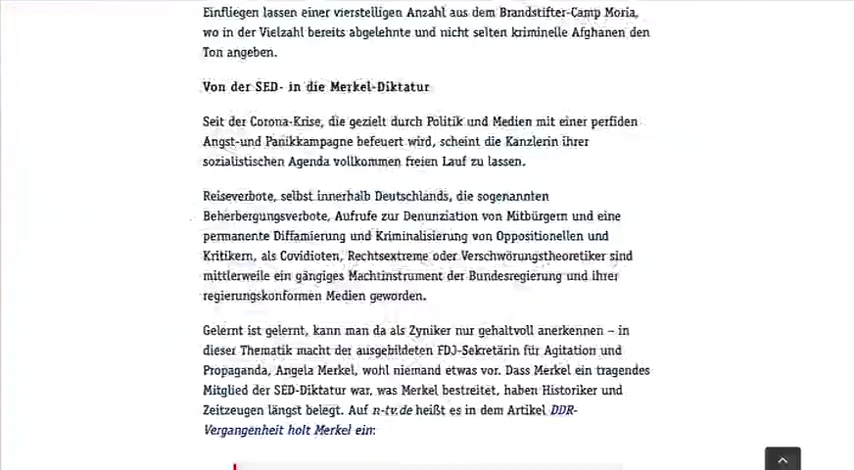 Einfliegen lassen einer vierstelligen Anzahl aus dem Brandstifter-Camp Moria,
wo in der Vielzahl bereits abgelehnte und nicht selten kriminelle Afghanen den
Ton angeben.
Von der SED- in die Merkel-Diktatur
Seit der Corona-Krise, die gezielt durch Politik und Medien mit einer perfiden
Angst-und Panikkampagne befeuert wird, scheint die Kanzlerin ihrer
sozialistischen Agenda vollkommen freien Lauf zu lassen.
Reiseverbote, selbst innerhalb Deutschlands, die sogenannten
Beherbergungsverbote, Aufrufe zur Denunziation von Mitbürgern und eine
permanente Diffamierung und Kriminalisierung von Oppositionellen und
Kritikern, als Covidioten, Rechtsextreme oder Verschwörungstheoretiker sind
mittlerweile ein gängiges Machtinstrument der Bundesregierung und ihrer
regierungskonformen Medien geworden.
Gelernt ist gelernt, kann man da als Zyniker nur gehaltvoll anerkennen – in
dieser Thematik macht der ausgebildeten FDJ-Sekretärin für Agitation und
Propaganda, Angela Merkel, wohl niemand etwas vor. Dass Merkel ein tragendes
Mitglied der SED-Diktatur war, was Merkel bestreitet, haben Historiker und
Zeitzeugen längst belegt. Auf n-tv.de heißt es in dem Artikel DDR-
Vergangenheit holt Merkel ein: